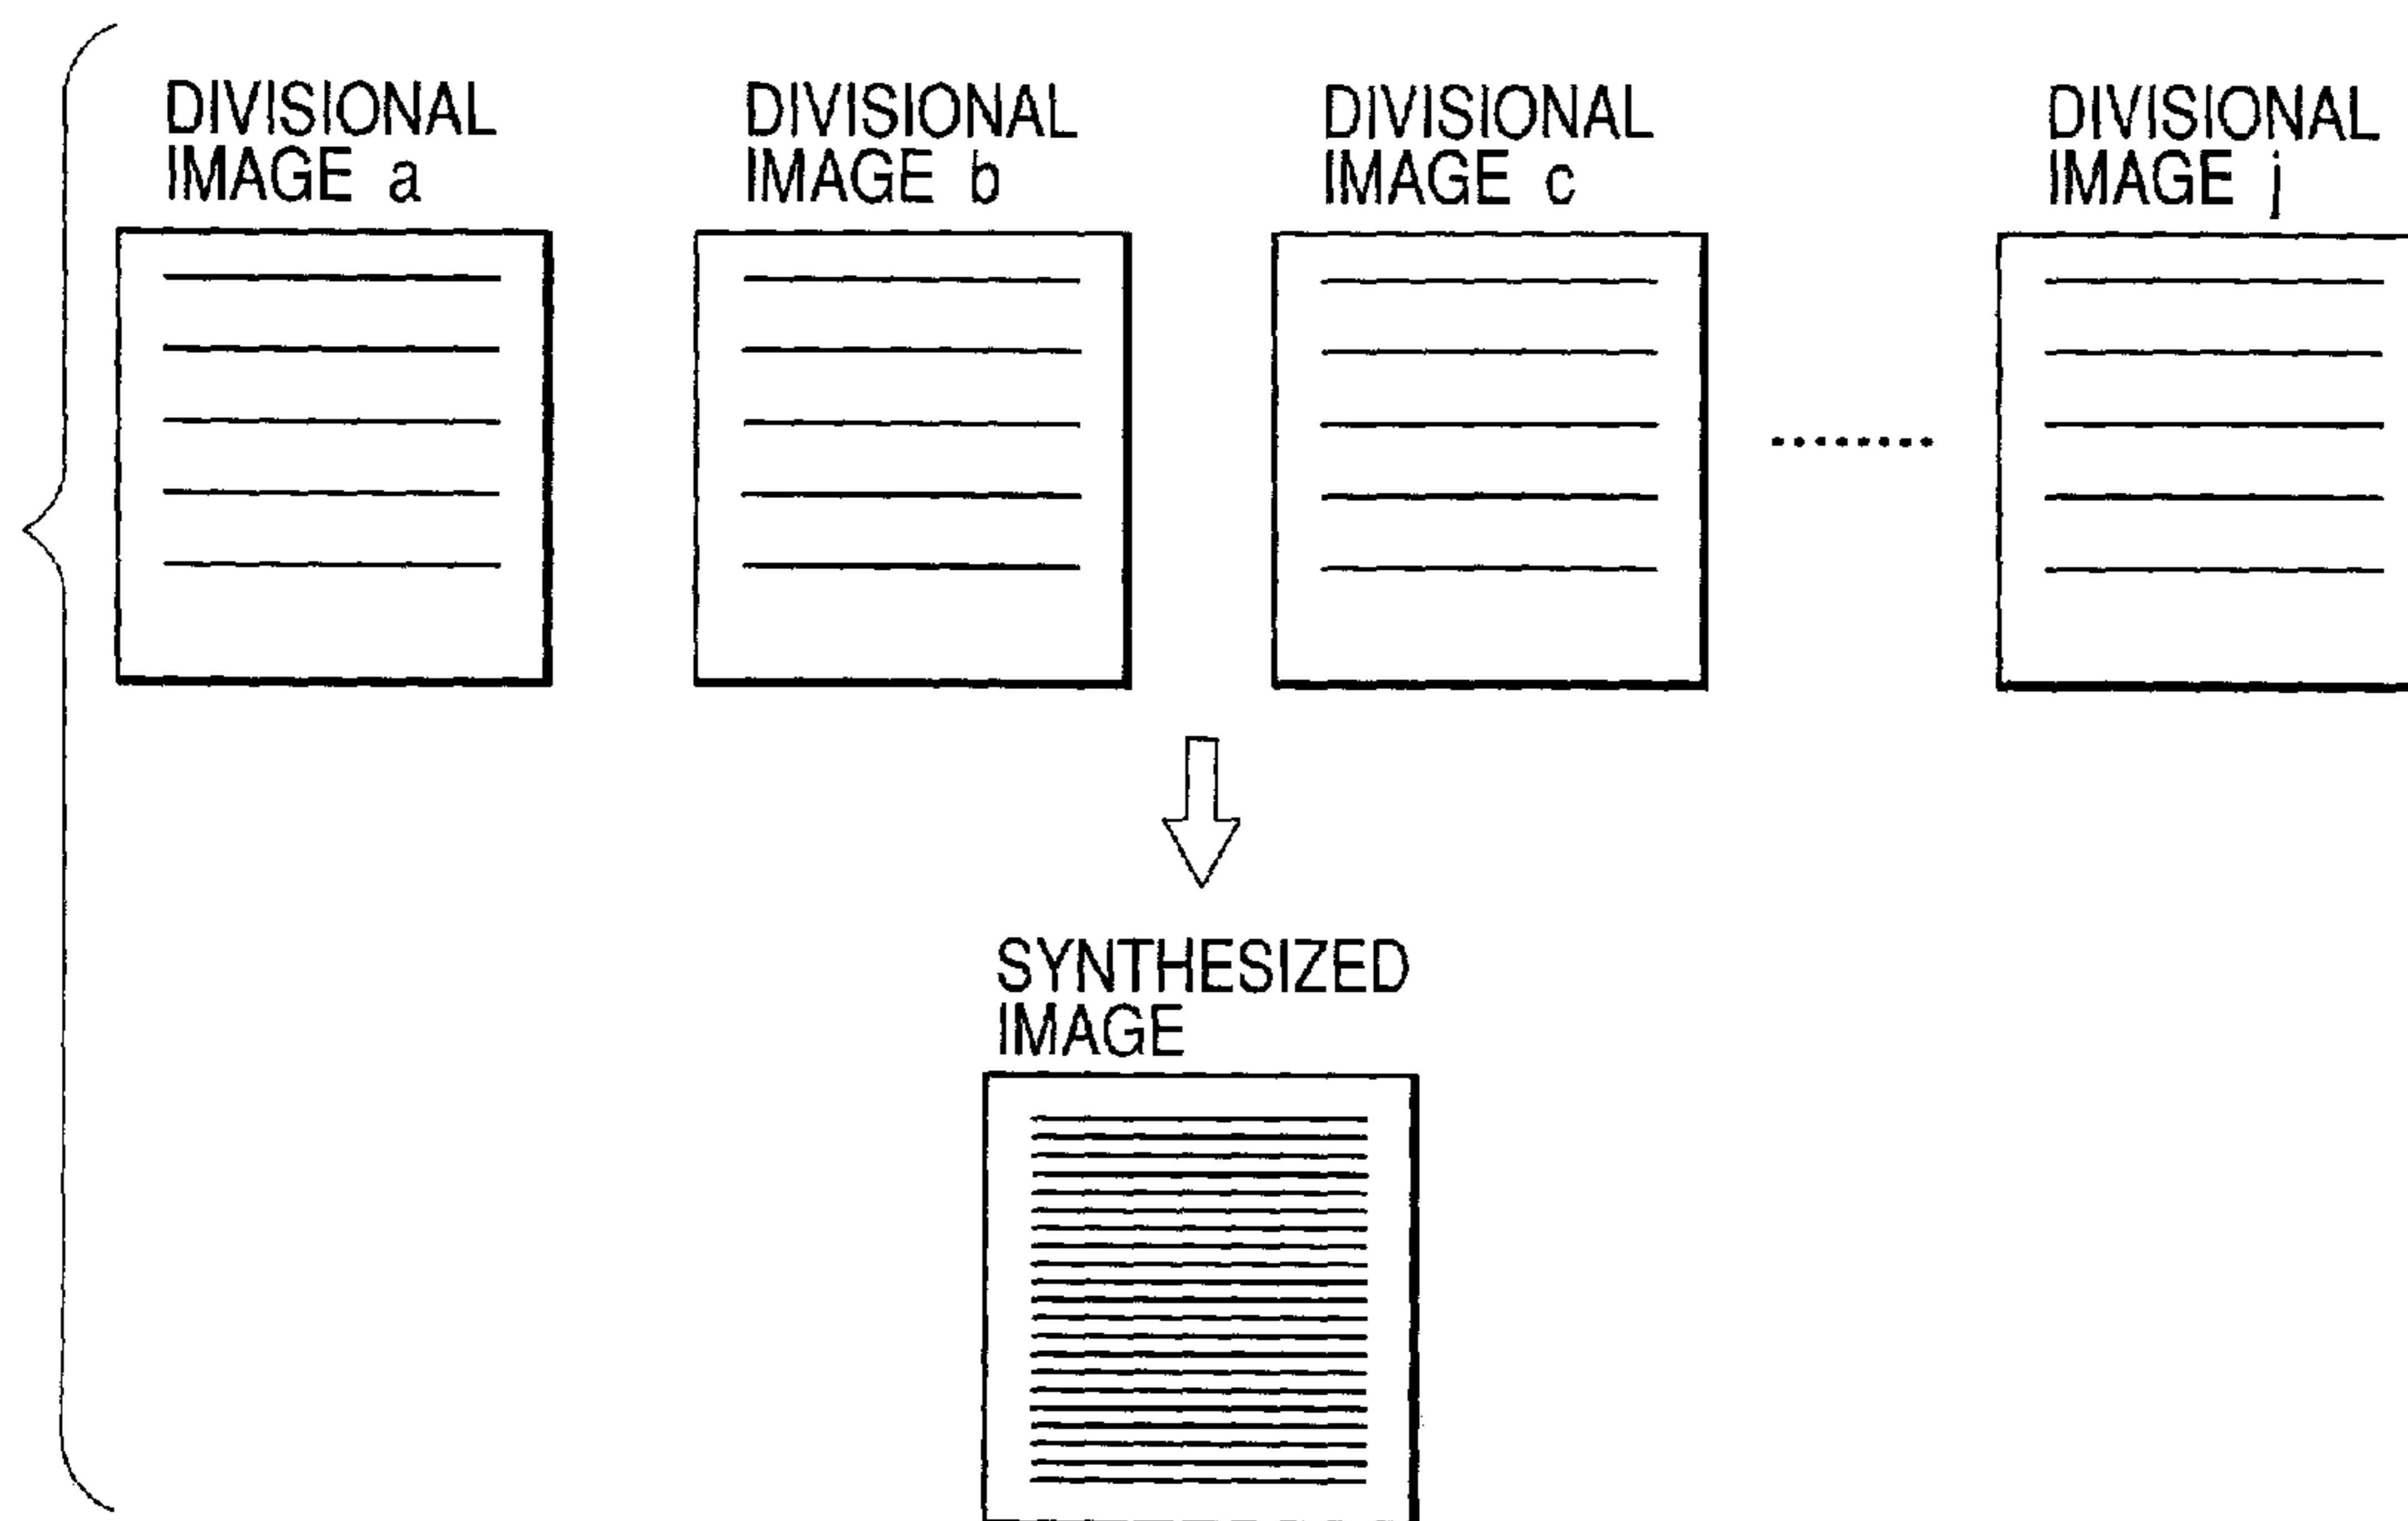 DIVISIONAL
IMAGE a
DIVISIONAL
IMAGE b
DIVISIONAL
IMAGE c
DIVISIONAL
IMAGE j
SYNTHESIZED
IMAGE